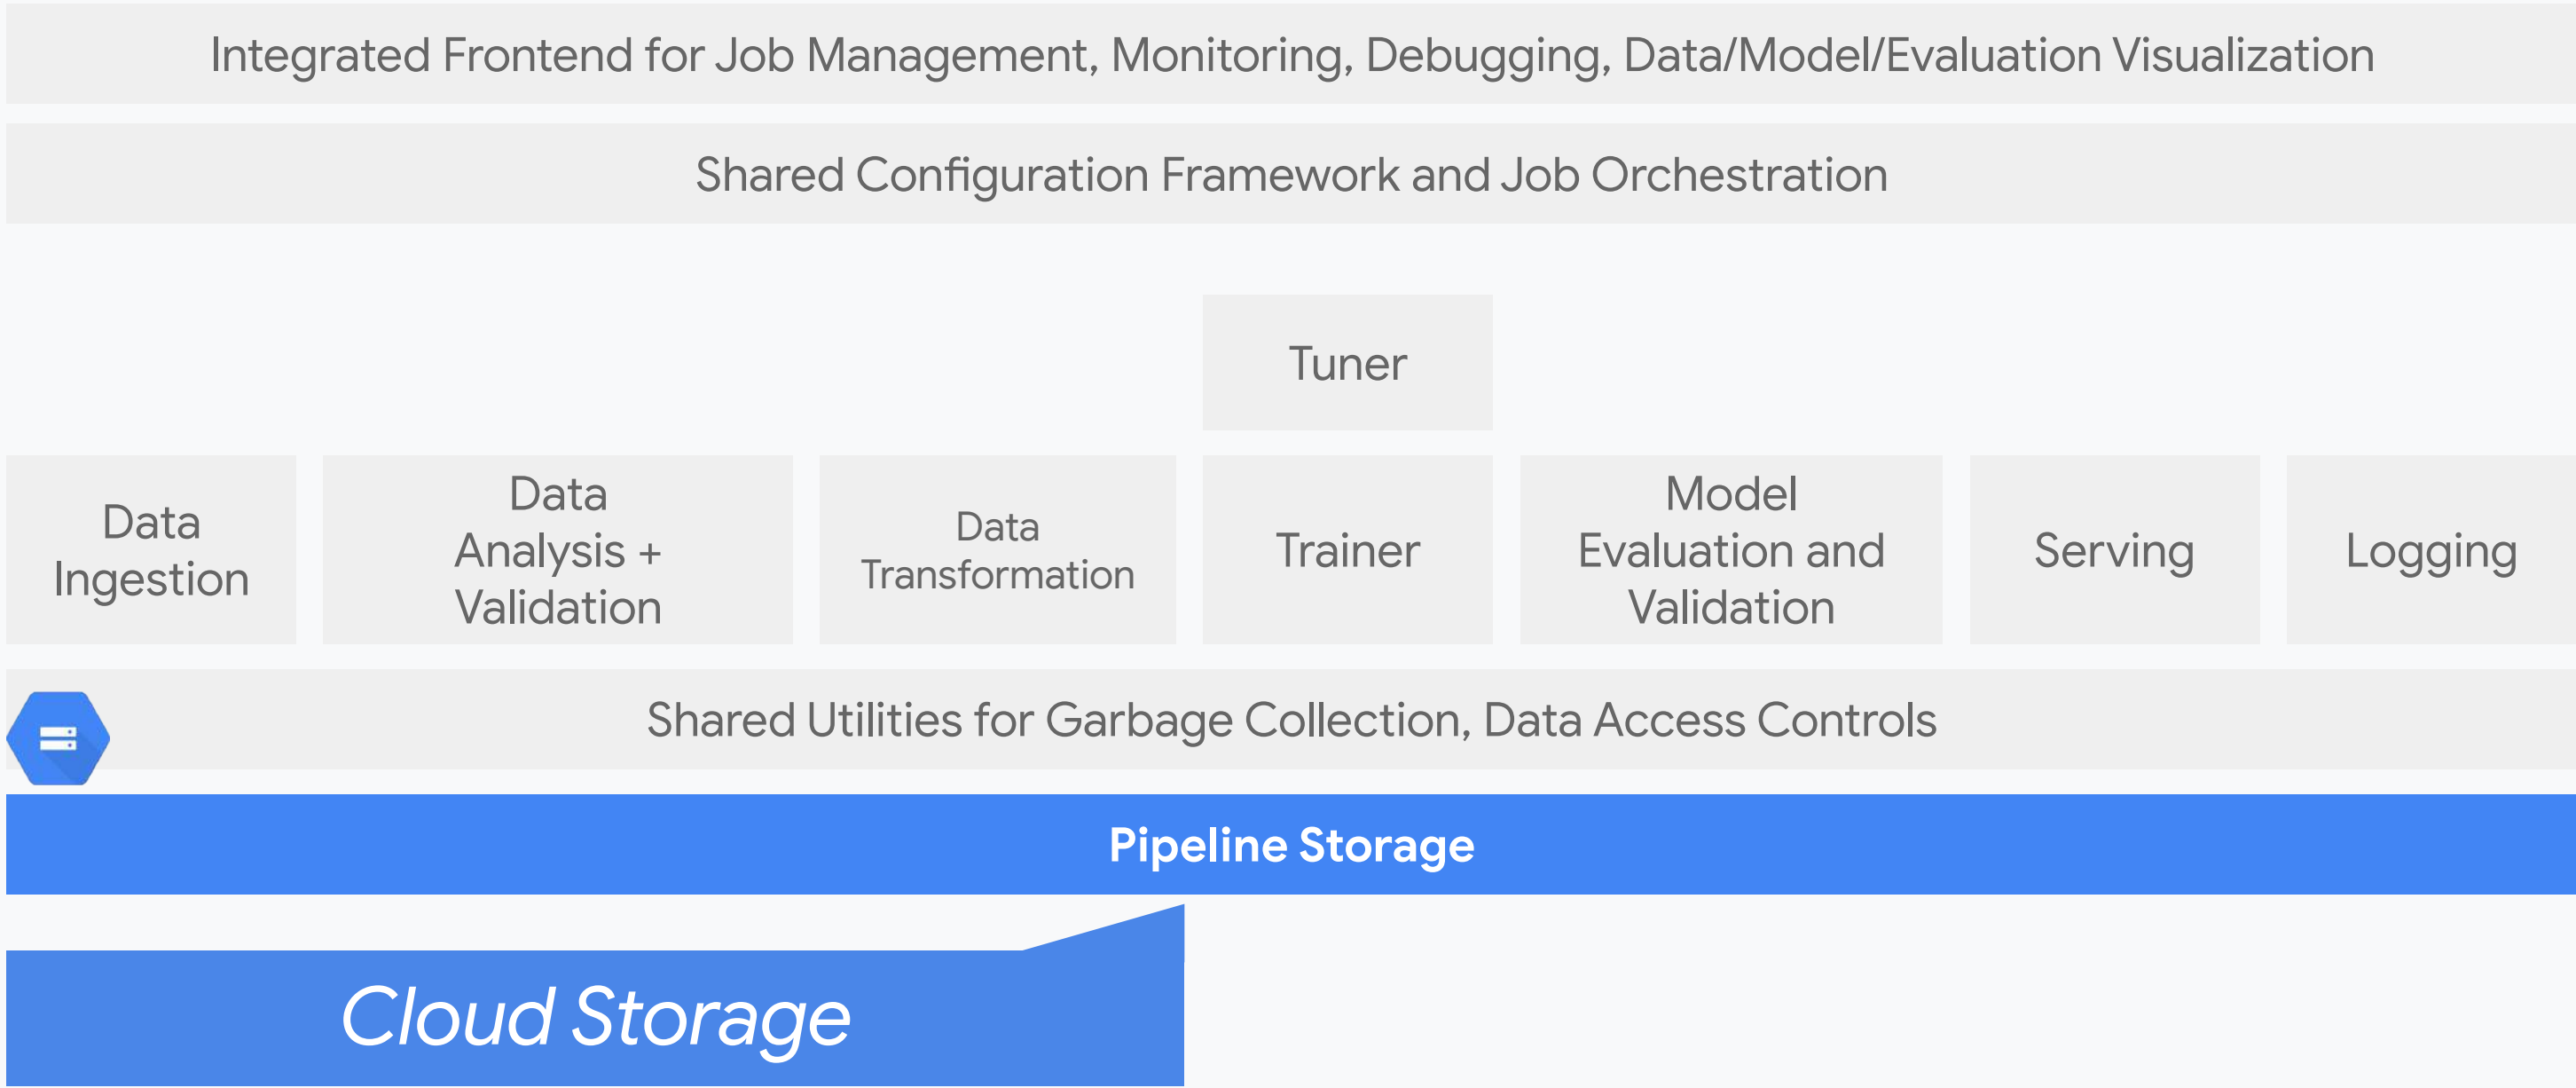 Integrated Frontend for Job Management, Monitoring, Debugging, Data/Model/Evaluation Visualization
Shared Configuration Framework and Job Orchestration
Tuner
Data
Ingestion
Data
Analysis +
Validation
Data
Transformation
Trainer
Model
Evaluation and
Validation
Serving
Logging
Shared Utilities for Garbage Collection, Data Access Controls
Pipeline Storage
Cloud Storage